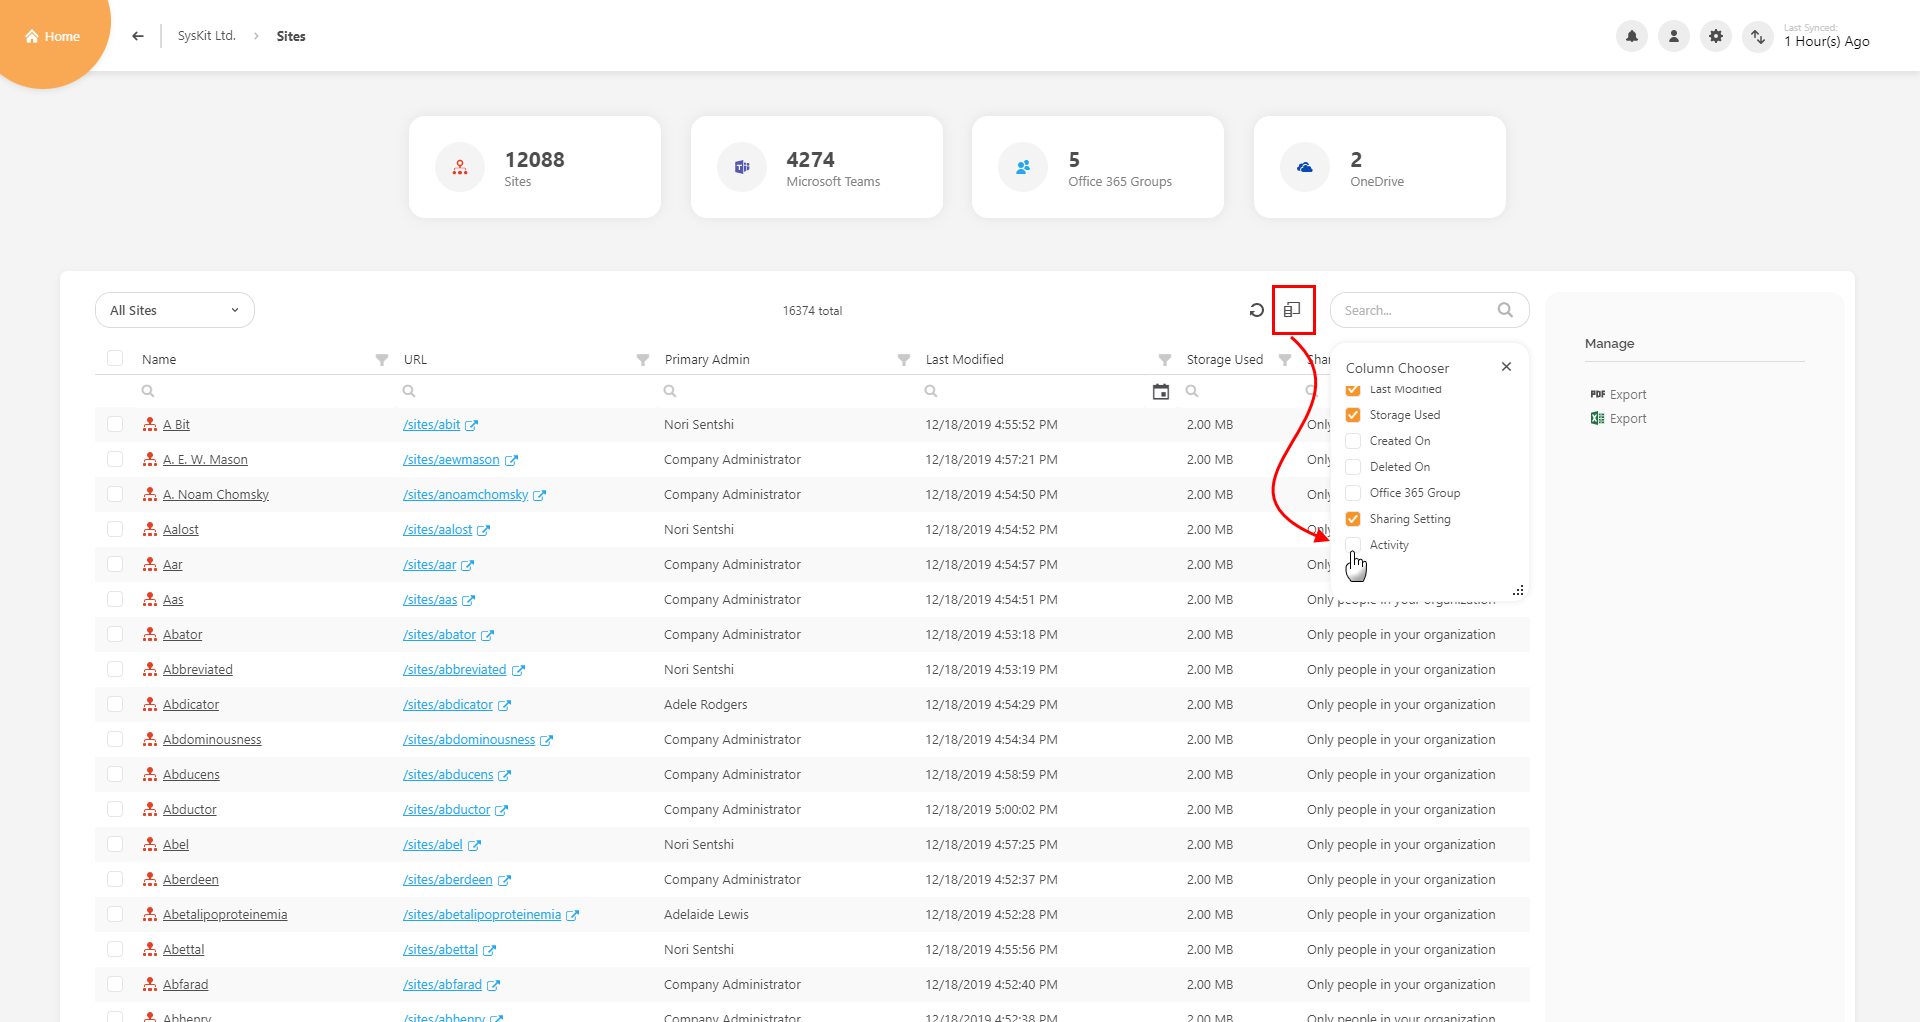 Home
SysKit Ltd. > Sites
Last Synced:
1 Hour(s) Ago
12088
Sites
4274
Microsoft Teams
5
Office 365 Groups
2
OneDrive
All Sites
16374 total
Search...
Name URL Primary Admin Last Modified Storage Used
A Bit /sites/abit Nori Sentshi 12/18/2019 4:55:52 PM 2.00 MB Only
A. E. W. Mason /sites/aewmason Company Administrator 12/18/2019 4:57:21 PM 2.00 MB Only
A. Noam Chomsky /sites/anoamchomsky Company Administrator 12/18/2019 4:54:50 PM 2.00 MB Only
Aalost /sites/aalost Nori Sentshi 12/18/2019 4:54:52 PM 2.00 MB Only
Aar /sites/aar Company Administrator 12/18/2019 4:54:57 PM 2.00 MB Only
Aas /sites/aas Company Administrator 12/18/2019 4:54:51 PM 2.00 MB Only people in your organization
Abator /sites/abator Company Administrator 12/18/2019 4:53:18 PM 2.00 MB Only people in your organization
Abbreviated /sites/abbreviated Nori Sentshi 12/18/2019 4:53:19 PM 2.00 MB Only people in your organization
Abdicator /sites/abdicator Adele Rodgers 12/18/2019 4:54:29 PM 2.00 MB Only people in your organization
Abdominousness /sites/abdominousness Company Administrator 12/18/2019 4:54:34 PM 2.00 MB Only people in your organization
Abducens /sites/abducens Company Administrator 12/18/2019 4:58:59 PM 2.00 MB Only people in your organization
Abductor /sites/abductor Company Administrator 12/18/2019 5:00:02 PM 2.00 MB Only people in your organization
Abel /sites/abel Nori Sentshi 12/18/2019 4:57:25 PM 2.00 MB Only people in your organization
Aberdeen /sites/aberdeen Company Administrator 12/18/2019 4:52:37 PM 2.00 MB Only people in your organization
Abetalipoproteinemia /sites/abetalipoproteinemia Adelaide Lewis 12/18/2019 4:52:28 PM 2.00 MB Only people in your organization
Abettal /sites/abettal Nori Sentshi 12/18/2019 4:55:56 PM 2.00 MB Only people in your organization
Abfarad /sites/abfarad Company Administrator 12/18/2019 4:52:40 PM 2.00 MB Only people in your organization
Abhenry /sites/abhenry Company Administrator 12/18/2019 4:52:38 PM 2.00 MB Only people in your organization
Column Chooser
Last Modified
Storage Used
Created On
Deleted On
Office 365 Group
Sharing Setting
Activity
Manage
PDF Export
Export